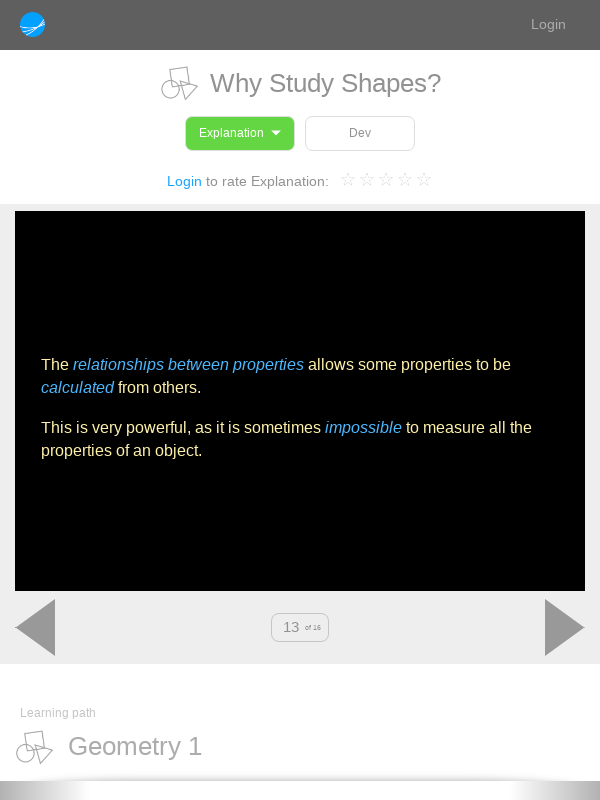 Login
Why Study Shapes?
Explanation
Dev
Login to rate Explanation: ☆☆☆☆☆
The relationships between properties allows some properties to be
calculated from others.
This is very powerful, as it is sometimes impossible to measure all the
properties of an object.
13 of 16
Learning path
Geometry 1